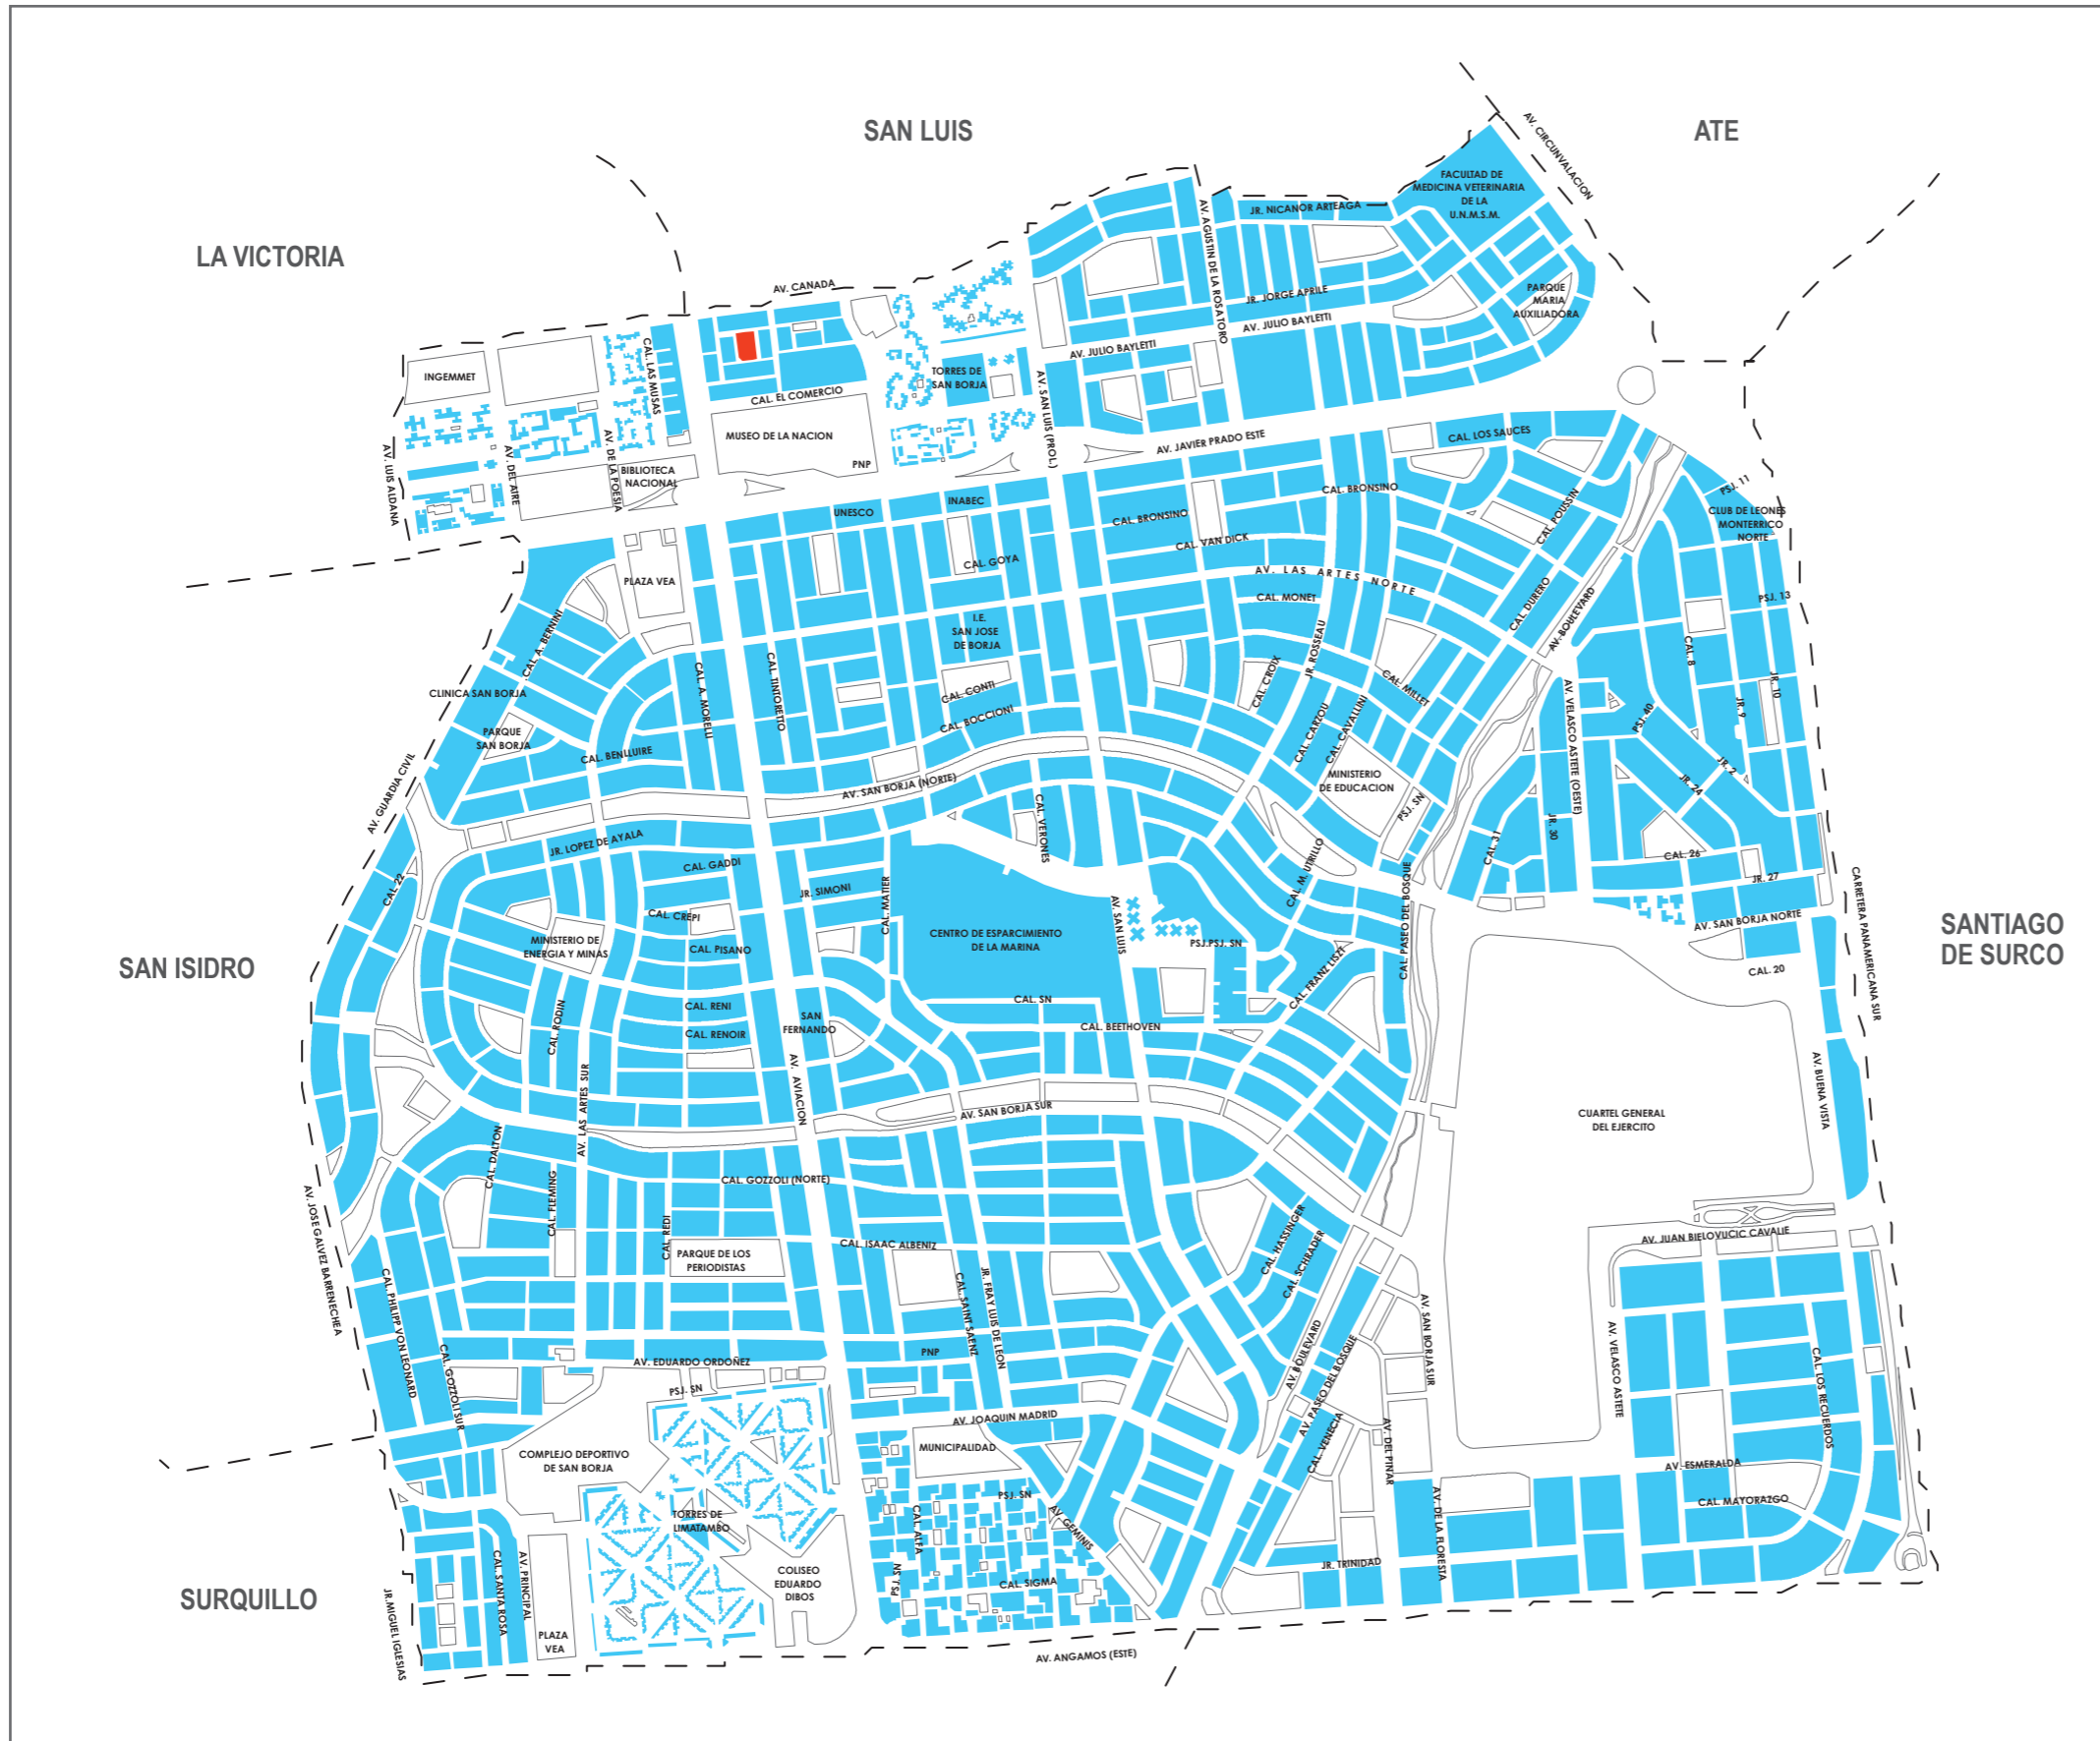 SAN LUIS
ATE
LA VICTORIA
SAN ISIDRO
SANTIAGO
DE SURCO
SURQUILLO
AV. CIRCUNVALACION
FACULTAD DE
MEDICINA VETERINARIA
DE LA
U.N.M.S.M.
JR. NICANOR ARTEAGA
AV. AGUSTIN DE LA ROSA TORO
AV. CANADA
JR. JORGE APRILE
AV. JULIO BAYLETTI
PARQUE
MARIA
AUXILIADORA
AV. JULIO BAYLETTI
INGEMMET
CAL. LAS MUSAS
TORRES DE
SAN BORJA
CAL. EL COMERCIO
AV. SAN LUIS (PROL.)
MUSEO DE LA NACION
PNP
AV. JAVIER PRADO ESTE
CAL. LOS SAUCES
AV. LUIS ALDANA
AV. DEL AIRE
AV. DE LA POESIA
BIBLIOTECA
NACIONAL
UNESCO
INABEC
CAL. BRONSINO
CAL. BRONSINO
CAL. POUSSIN
PSJ. 11
CLUB DE LEONES
MONTERRICO
NORTE
CAL. VAN DICK
CAL. GOYA
PLAZA VEA
AV. LAS ARTES NORTE
CAL. MONET
CAL. DURERO
AV. BOULEVARD
PSJ. 13
CAL. A. BERNINI
I.E.
SAN JOSE
DE BORJA
JR. ROSSEAU
CAL. CROIX
CAL. B
CLINICA SAN BORJA
CAL. A. MORELLI
CAL. TINTORETTO
CAL. CONTI
CAL. BOCCIONI
CAL. MILLET
CAL. CARZOU
CAL. CAVALLINI
AV. VELASCO ASTETE (OESTE)
PSJ. 40
JR. 9
JR. 10
PARQUE
SAN BORJA
CAL. BENLLUIRE
AV. GUARDIA CIVIL
AV. SAN BORJA (NORTE)
MINISTERIO
DE EDUCACION
PSJ. SN
JR. 2
JR. 24
JR. LOPEZ DE AYALA
CAL. VERONES
CAL. 31
JR. 30
CAL. 26
JR. 27
CAL. GADDI
JR. SIMONI
CAL. MATIER
CAL. M. UTRILLO
CAL. PASEO DEL BOSQUE
CARRETERA PANAMERICANA SUR
CAL. 22
CAL. CREPI
AV. SAN LUIS
AV. SAN BORJA NORTE
MINISTERIO DE
ENERGIA Y MINAS
CAL. PISANO
CENTRO DE ESPARCIMIENTO
DE LA MARINA
PSJ.PSJ. SN
CAL. FRANZ LISZT
CAL. 20
CAL. RODIN
CAL. RENI
CAL. RENOIR
SAN
FERNANDO
CAL. SN
CAL. BEETHOVEN
AV. AVIACION
AV. LAS ARTES SUR
AV. SAN BORJA SUR
CUARTEL GENERAL
DEL EJERCITO
AV. BUENA VISTA
CAL. DALTON
CAL. FLEMING
CAL. GOZZOLI (NORTE)
AV. JOSE GALVEZ BARRENECHEA
CAL. REDI
PARQUE DE LOS
PERIODISTAS
CAL. ISAAC ALBENIZ
CAL. HASSINGER
CAL. SCHRADER
AV. JUAN BIELOVUCIC CAVALIE
CAL. PHILIPP VON LEONARD
CAL. SAINT SAENZ
JR. FRAY LUIS DE LEON
AV. SAN BORJA SUR
AV. VELASCO ASTETE
CAL. GOZZOLI SUR
PNP
AV. BOULEVARD
AV. PASEO DEL BOSQUE
CAL. LOS RECUERDOS
AV. EDUARDO ORDOÑEZ
PSJ. SN
AV. JOAQUIN MADRID
CAL. VENECIA
AV. DEL PINAR
COMPLEJO DEPORTIVO
DE SAN BORJA
MUNICIPALIDAD
AV. ESMERALDA
CAL. MAYORAZGO
PSJ. SN
AV. GEMINIS
TORRES DE
LIMATAMBO
CAL. ALFA
AV. DE LA FLORESTA
CAL. SANTA ROSA
AV. PRINCIPAL
JR. TRINIDAD
COLISEO
EDUARDO
DIBOS
PSJ. SN
CAL. SIGMA
JR.MIGUEL IGLESIAS
PLAZA
VEA
AV. ANGAMOS (ESTE)